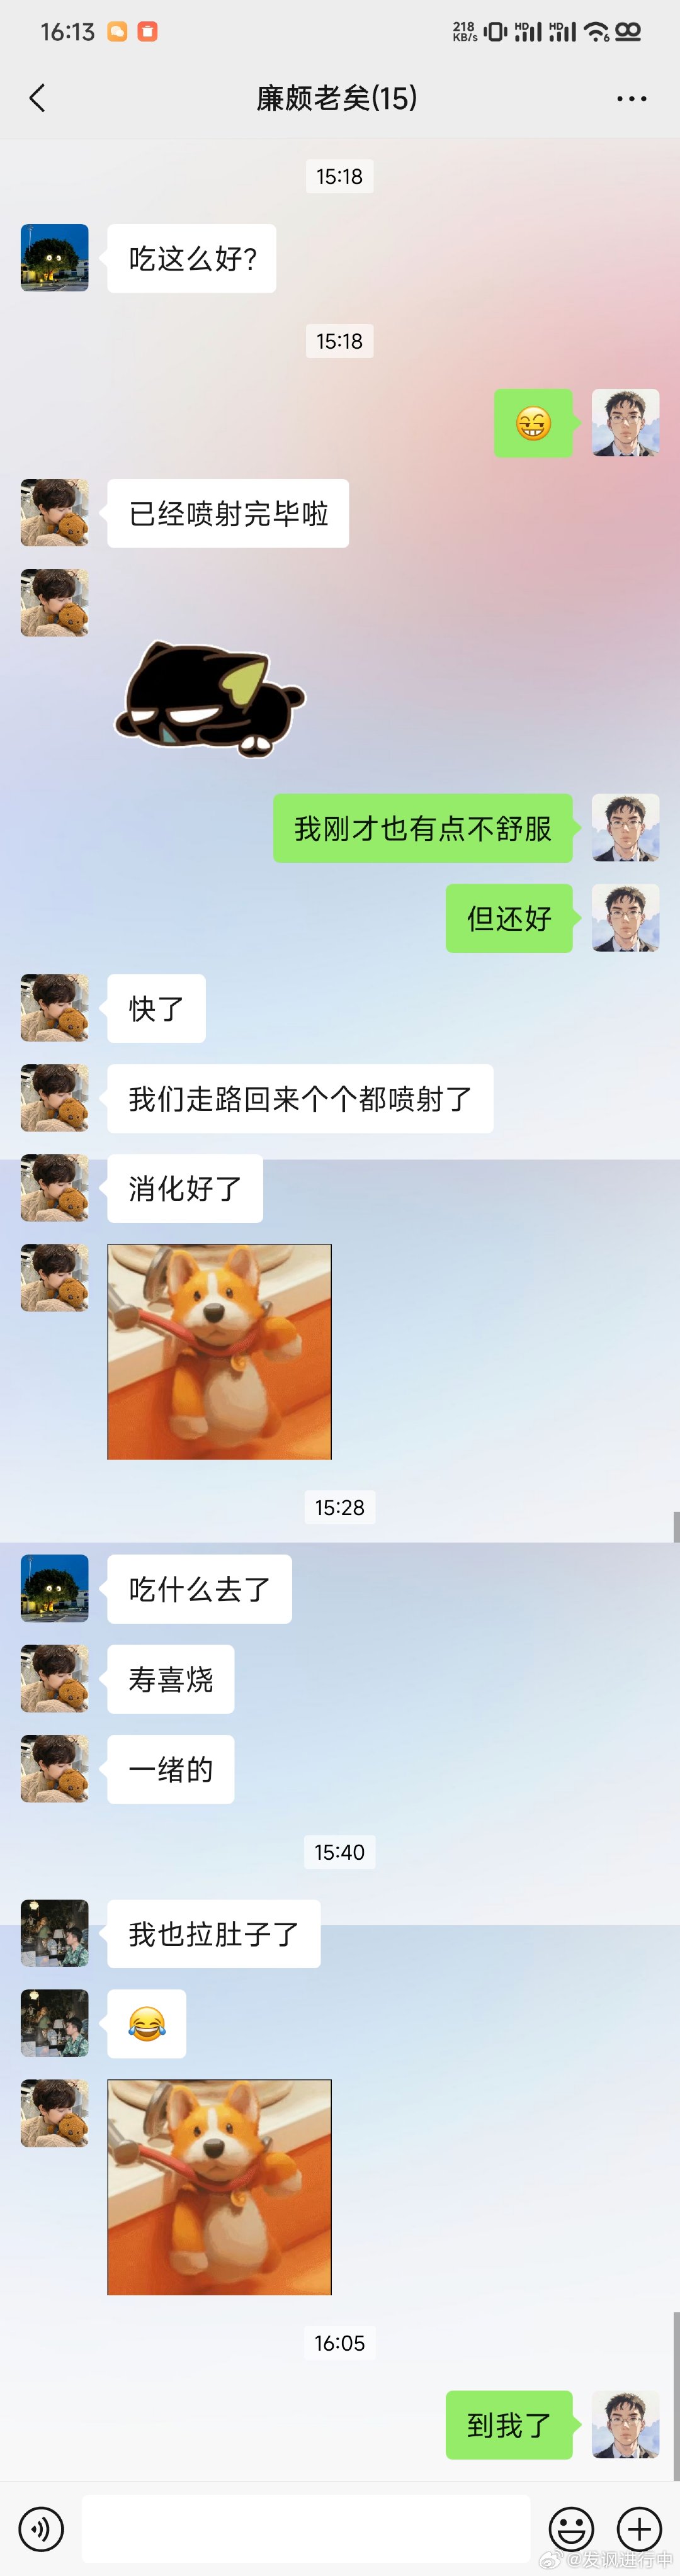 16:13
218
KB/s
HD
HD
6
廉颇老矣(15)
15:18
吃这么好?
15:18
已经喷射完毕啦
我刚才也有点不舒服
但还好
快了
我们走路回来个个都喷射了
消化好了
15:28
吃什么去了
寿喜烧
一绪的
15:40
我也拉肚子了
16:05
到我了
@发飒进行中